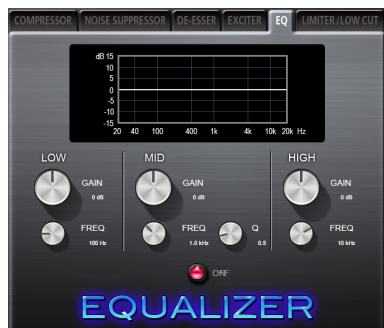 COMPRESSOR NOISE SUPPRESSOR DE-ESSER EXCITER EQ LIMITER/LOW CUT
dB 15
10
5
0
-5
-10
-15
20 40 100 400 1k 4k 10k 20k Hz
LOW MID HIGH
GAIN GAIN GAIN
0 dB 0 dB 0 dB
FREQ FREQ Q FREQ
100 Hz 1.0 kHz 0.5 10 kHz
EQUALIZER